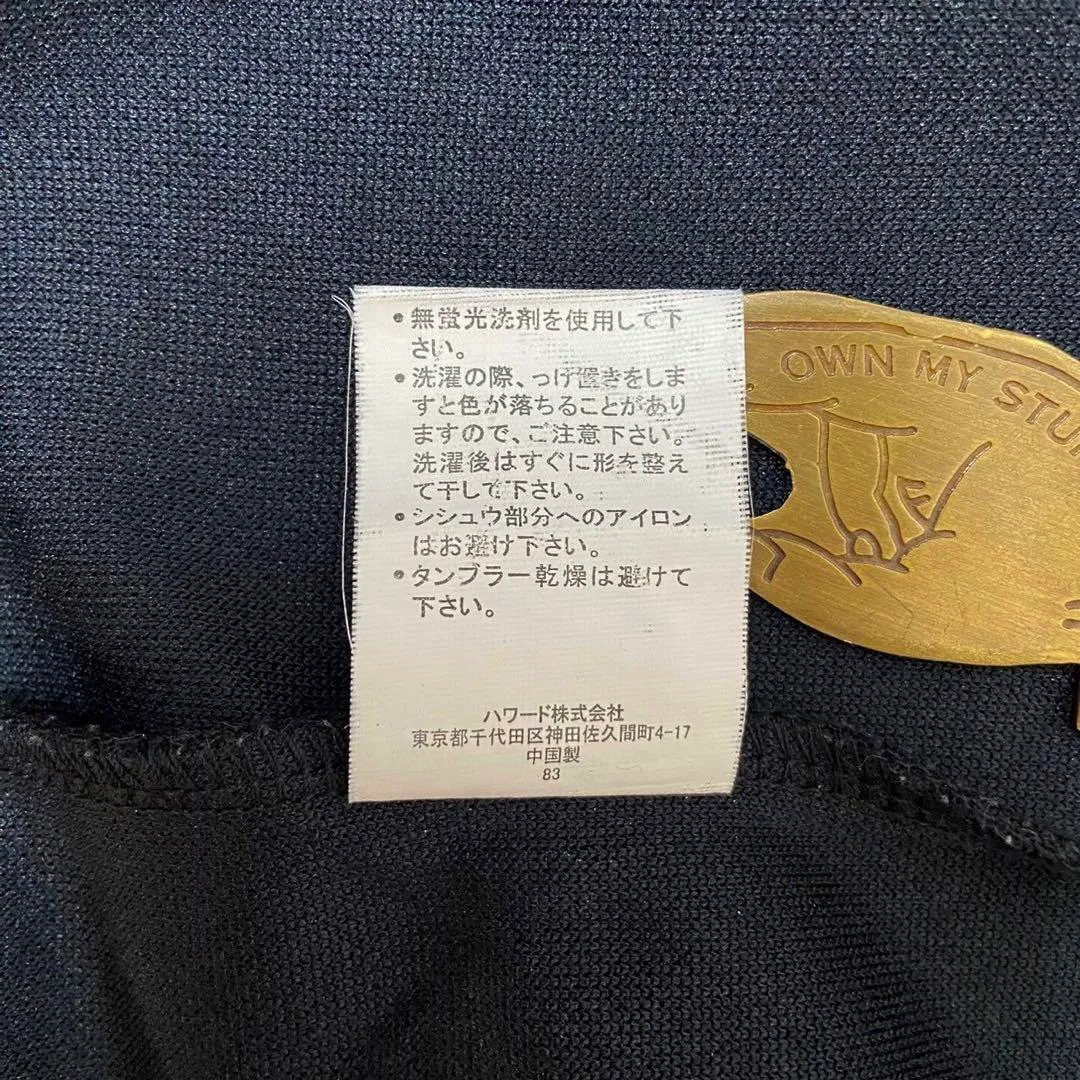 •無蛍光洗剤を使用して下
さい。
•洗濯の際、つけ置きをしま
すと色が落ちることがあり
ますので、ご注意下さい。
洗濯後はすぐに形を整え
て干して下さい。
•シシュウ部分へのアイロン
はお避け下さい。
•タンブラー乾燥は避けて
下さい。
ハワード株式会社
東京都千代田区神田佐久間町4-17
中国製
83
OWN MY